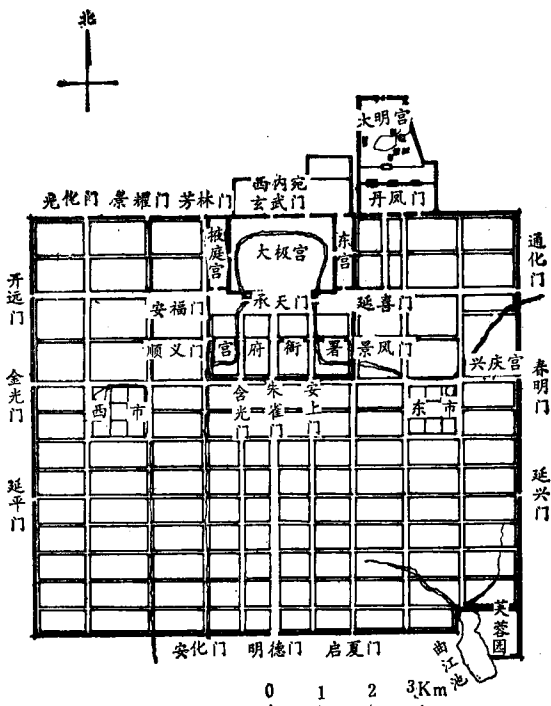 北
大明宫
西内宛
玄武门
丹凤门
光化门 景耀门 芳林门
掖庭宫
大极宫
东宫
通化门
开远门
安福门
承天门
延喜门
顺义门
宫 府 衙 署
景风门
兴庆宫
金光门
春明门
西 市
含光门
朱雀门
安上门
东 市
延平门
延兴门
芙蓉园
曲江池
安化门 明德门 启夏门
0 1 2 3Km